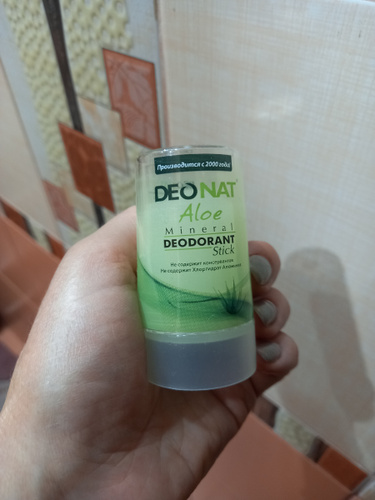 Производится с 2000 года!
DEONAT
Aloe
Mineral
DEODORANT
Stick
Не содержит консервантов
Не содержит Хлоргидрат Алюминия